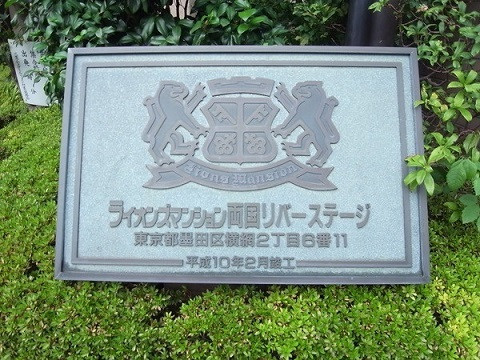 Lions Mansion
ライオンズマンション両国リバーステージ
東京都墨田区横網2丁目6番11
平成10年2月竣工